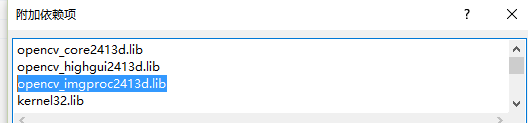 附加依赖项
opencv_core2413d.lib
opencv_highgui2413d.lib
opencv_imgproc2413d.lib
kernel32.lib